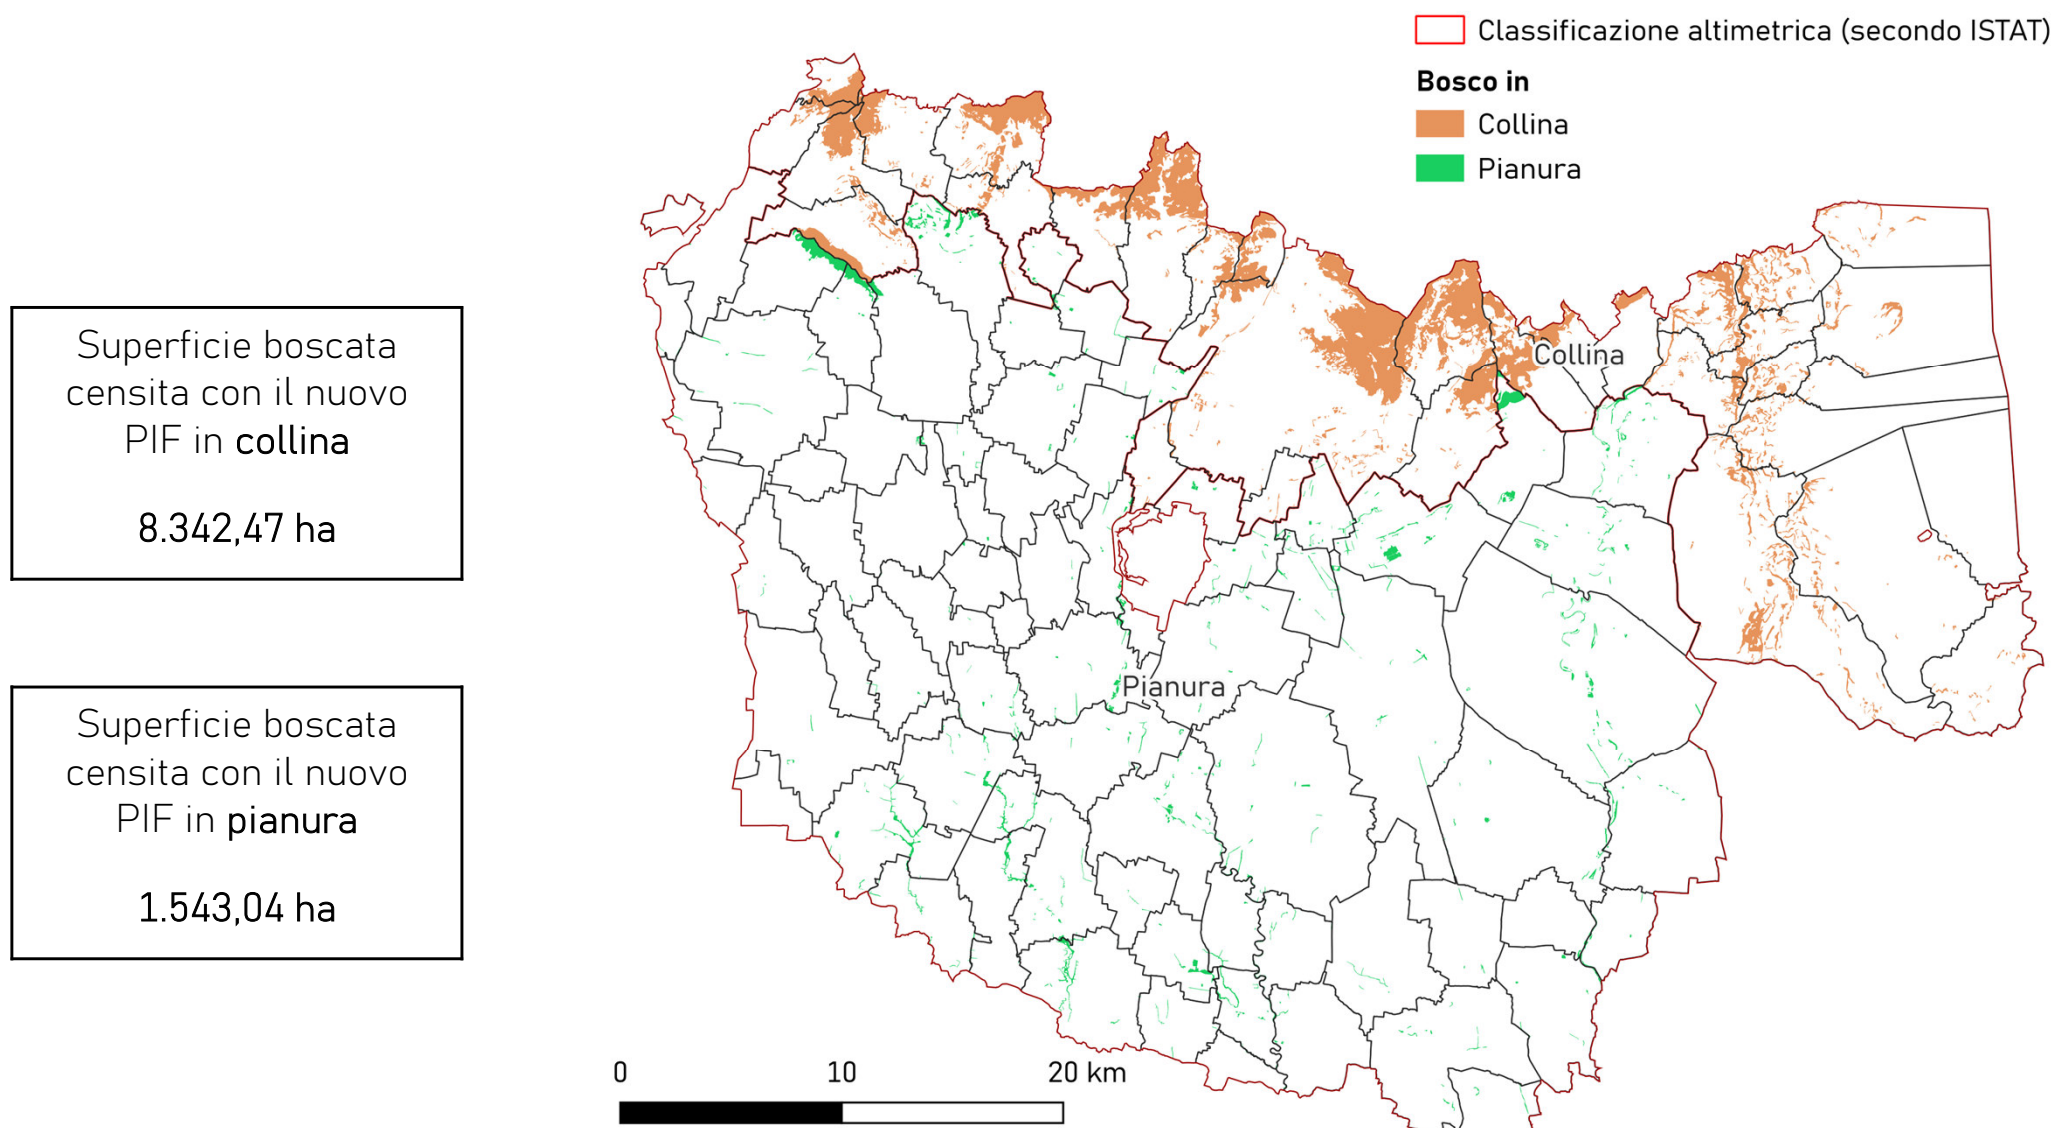 Classificazione altimetrica (secondo ISTAT)
Bosco in
Collina
Pianura
Superficie boscata
censita con il nuovo
PIF in collina
8.342,47 ha
Superficie boscata
censita con il nuovo
PIF in pianura
1.543,04 ha
Collina
Pianura
0 10 20 km